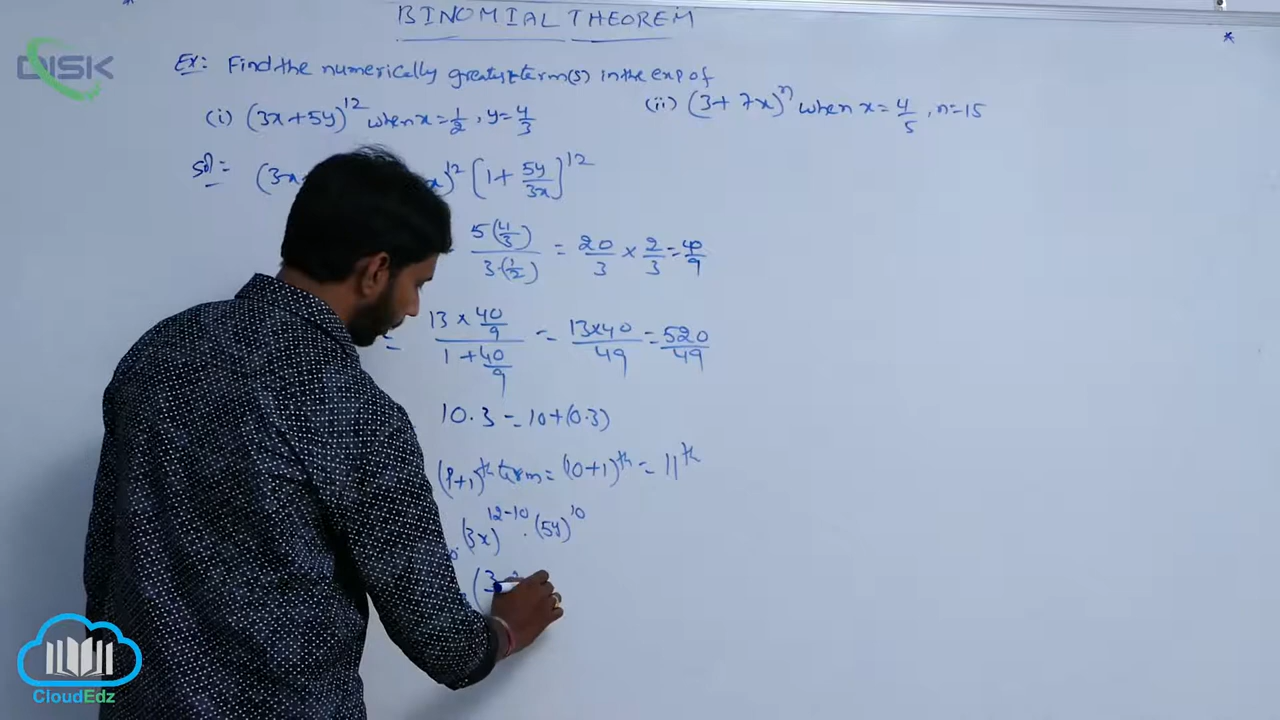 BINOMIAL THEOREM
DISK
Ex: Find the numerically greatest term(s) in the exp of
(i) (3x+5y)^12 when x=1/2, y=4/3
(ii) (3+7x)^n when x=4/5, n=15
Sol:
(3x x)^12 [1+5y/3x]^12
5(4/3)/3·(1/2) = 20/3 × 2/3 = 40/9
= 13×40/9 / 1+40/9 = 13×40/49 = 520/49
10.3 = 10+(0.3)
(p+1)^th term = (10+1)^th = 11^th
(3x)^12-10 · (5y)^10
(3
CloudEdz